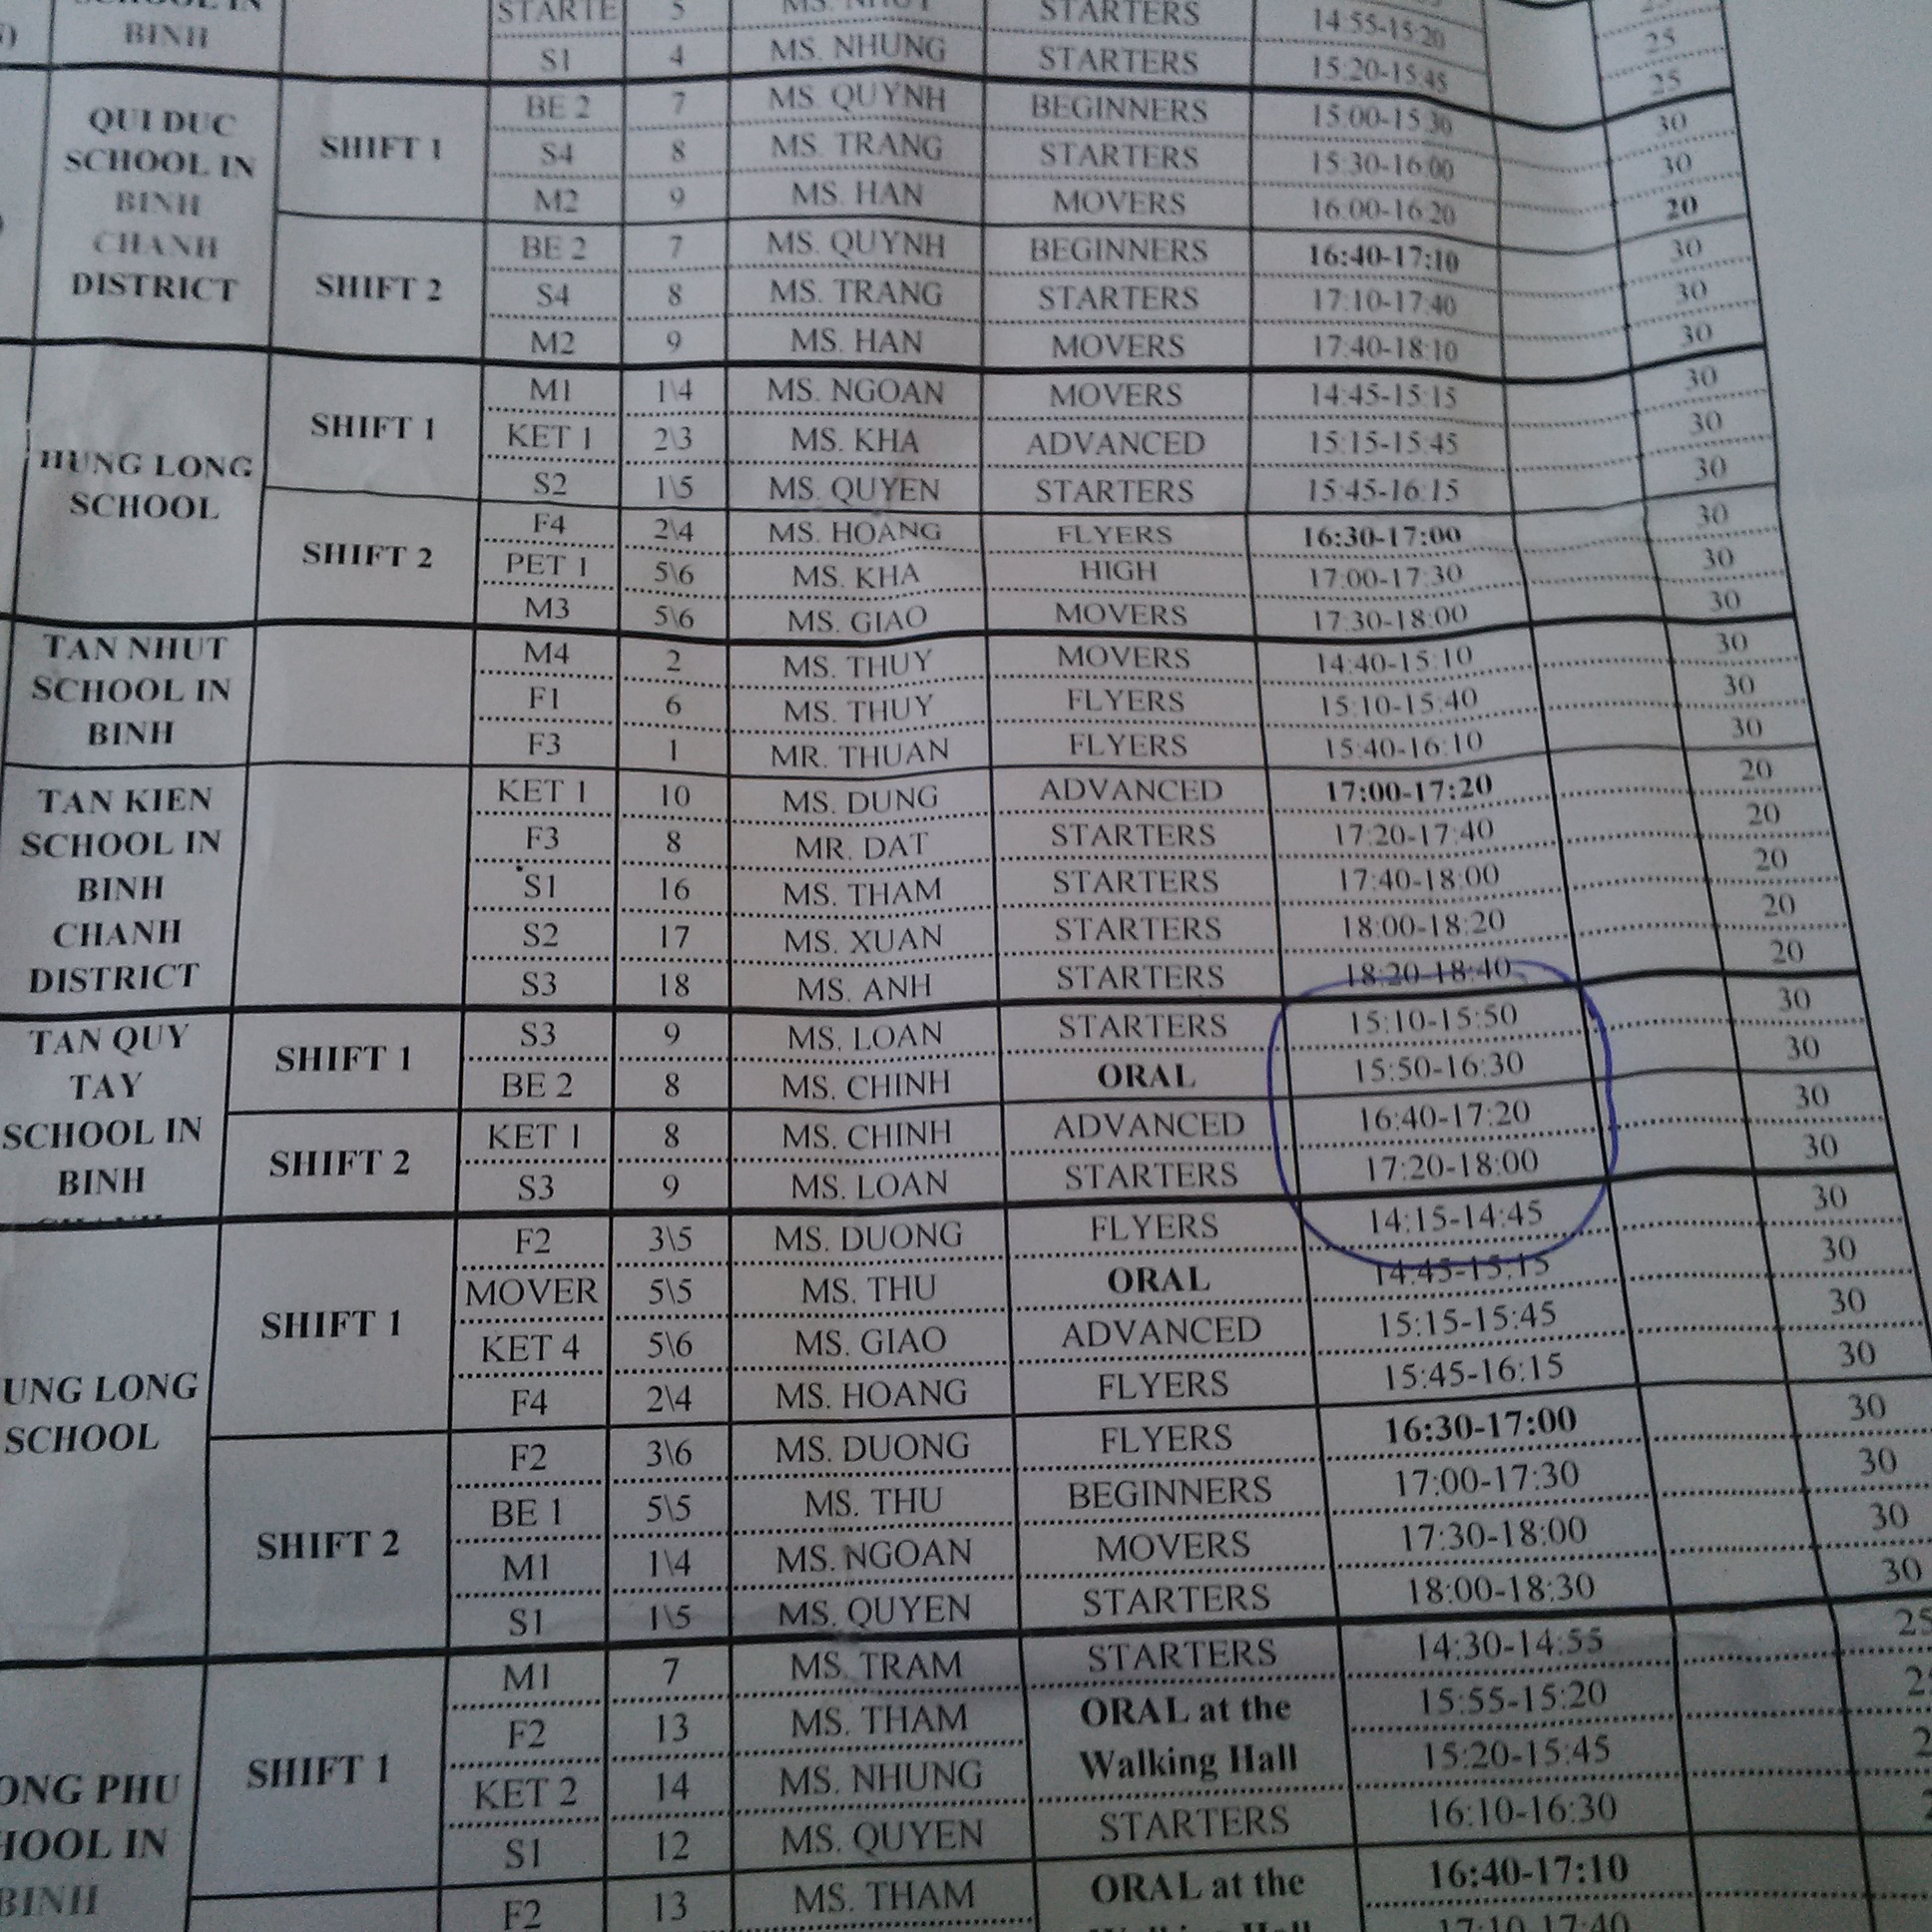 BINH
STARTE 5 STARTERS 14:55-15:20 25
S1 4 MS. NHUNG STARTERS 15:20-15:45 25
QUI DUC SCHOOL IN BINH CHANH DISTRICT
SHIFT 1
BE 2 7 MS. QUYNH BEGINNERS 15:00-15:30 30
S4 8 MS. TRANG STARTERS 15:30-16:00 30
M2 9 MS. HAN MOVERS 16:00-16:20 20
SHIFT 2
BE 2 7 MS. QUYNH BEGINNERS 16:40-17:10 30
S4 8 MS. TRANG STARTERS 17:10-17:40 30
M2 9 MS. HAN MOVERS 17:40-18:10 30
HUNG LONG SCHOOL
SHIFT 1
M1 1\4 MS. NGOAN MOVERS 14:45-15:15 30
KET 1 2\3 MS. KHA ADVANCED 15:15-15:45 30
S2 1\5 MS. QUYEN STARTERS 15:45-16:15 30
SHIFT 2
F4 2\4 MS. HOANG FLYERS 16:30-17:00 30
PET 1 5\6 MS. KHA HIGH 17:00-17:30 30
M3 5\6 MS. GIAO MOVERS 17:30-18:00 30
TAN NHUT SCHOOL IN BINH
M4 2 MS. THUY MOVERS 14:40-15:10 30
F1 6 MS. THUY FLYERS 15:10-15:40 30
F3 1 MR. THUAN FLYERS 15:40-16:10 30
TAN KIEN SCHOOL IN BINH CHANH DISTRICT
KET 1 10 MS. DUNG ADVANCED 17:00-17:20 20
F3 8 MR. DAT STARTERS 17:20-17:40 20
S1 16 MS. THAM STARTERS 17:40-18:00 20
S2 17 MS. XUAN STARTERS 18:00-18:20 20
S3 18 MS. ANH STARTERS 18:20-18:40 20
TAN QUY TAY SCHOOL IN BINH
SHIFT 1
S3 9 MS. LOAN STARTERS 15:10-15:50 30
BE 2 8 MS. CHINH ORAL 15:50-16:30 30
SHIFT 2
KET 1 8 MS. CHINH ADVANCED 16:40-17:20 30
S3 9 MS. LOAN STARTERS 17:20-18:00 30
UNG LONG SCHOOL
SHIFT 1
F2 3\5 MS. DUONG FLYERS 14:15-14:45 30
MOVER 5\5 MS. THU ORAL 14:45-15:15 30
KET 4 5\6 MS. GIAO ADVANCED 15:15-15:45 30
F4 2\4 MS. HOANG FLYERS 15:45-16:15 30
SHIFT 2
F2 3\6 MS. DUONG FLYERS 16:30-17:00 30
BE 1 5\5 MS. THU BEGINNERS 17:00-17:30 30
M1 1\4 MS. NGOAN MOVERS 17:30-18:00 30
S1 1\5 MS. QUYEN STARTERS 18:00-18:30 30
ONG PHU HOOL IN BINH
SHIFT 1
M1 7 MS. TRAM STARTERS 14:30-14:55 25
F2 13 MS. THAM ORAL at the 15:55-15:20
KET 2 14 MS. NHUNG Walking Hall 15:20-15:45
S1 12 MS. QUYEN STARTERS 16:10-16:30
F2 13 MS. THAM ORAL at the 16:40-17:10
17:10-17:40